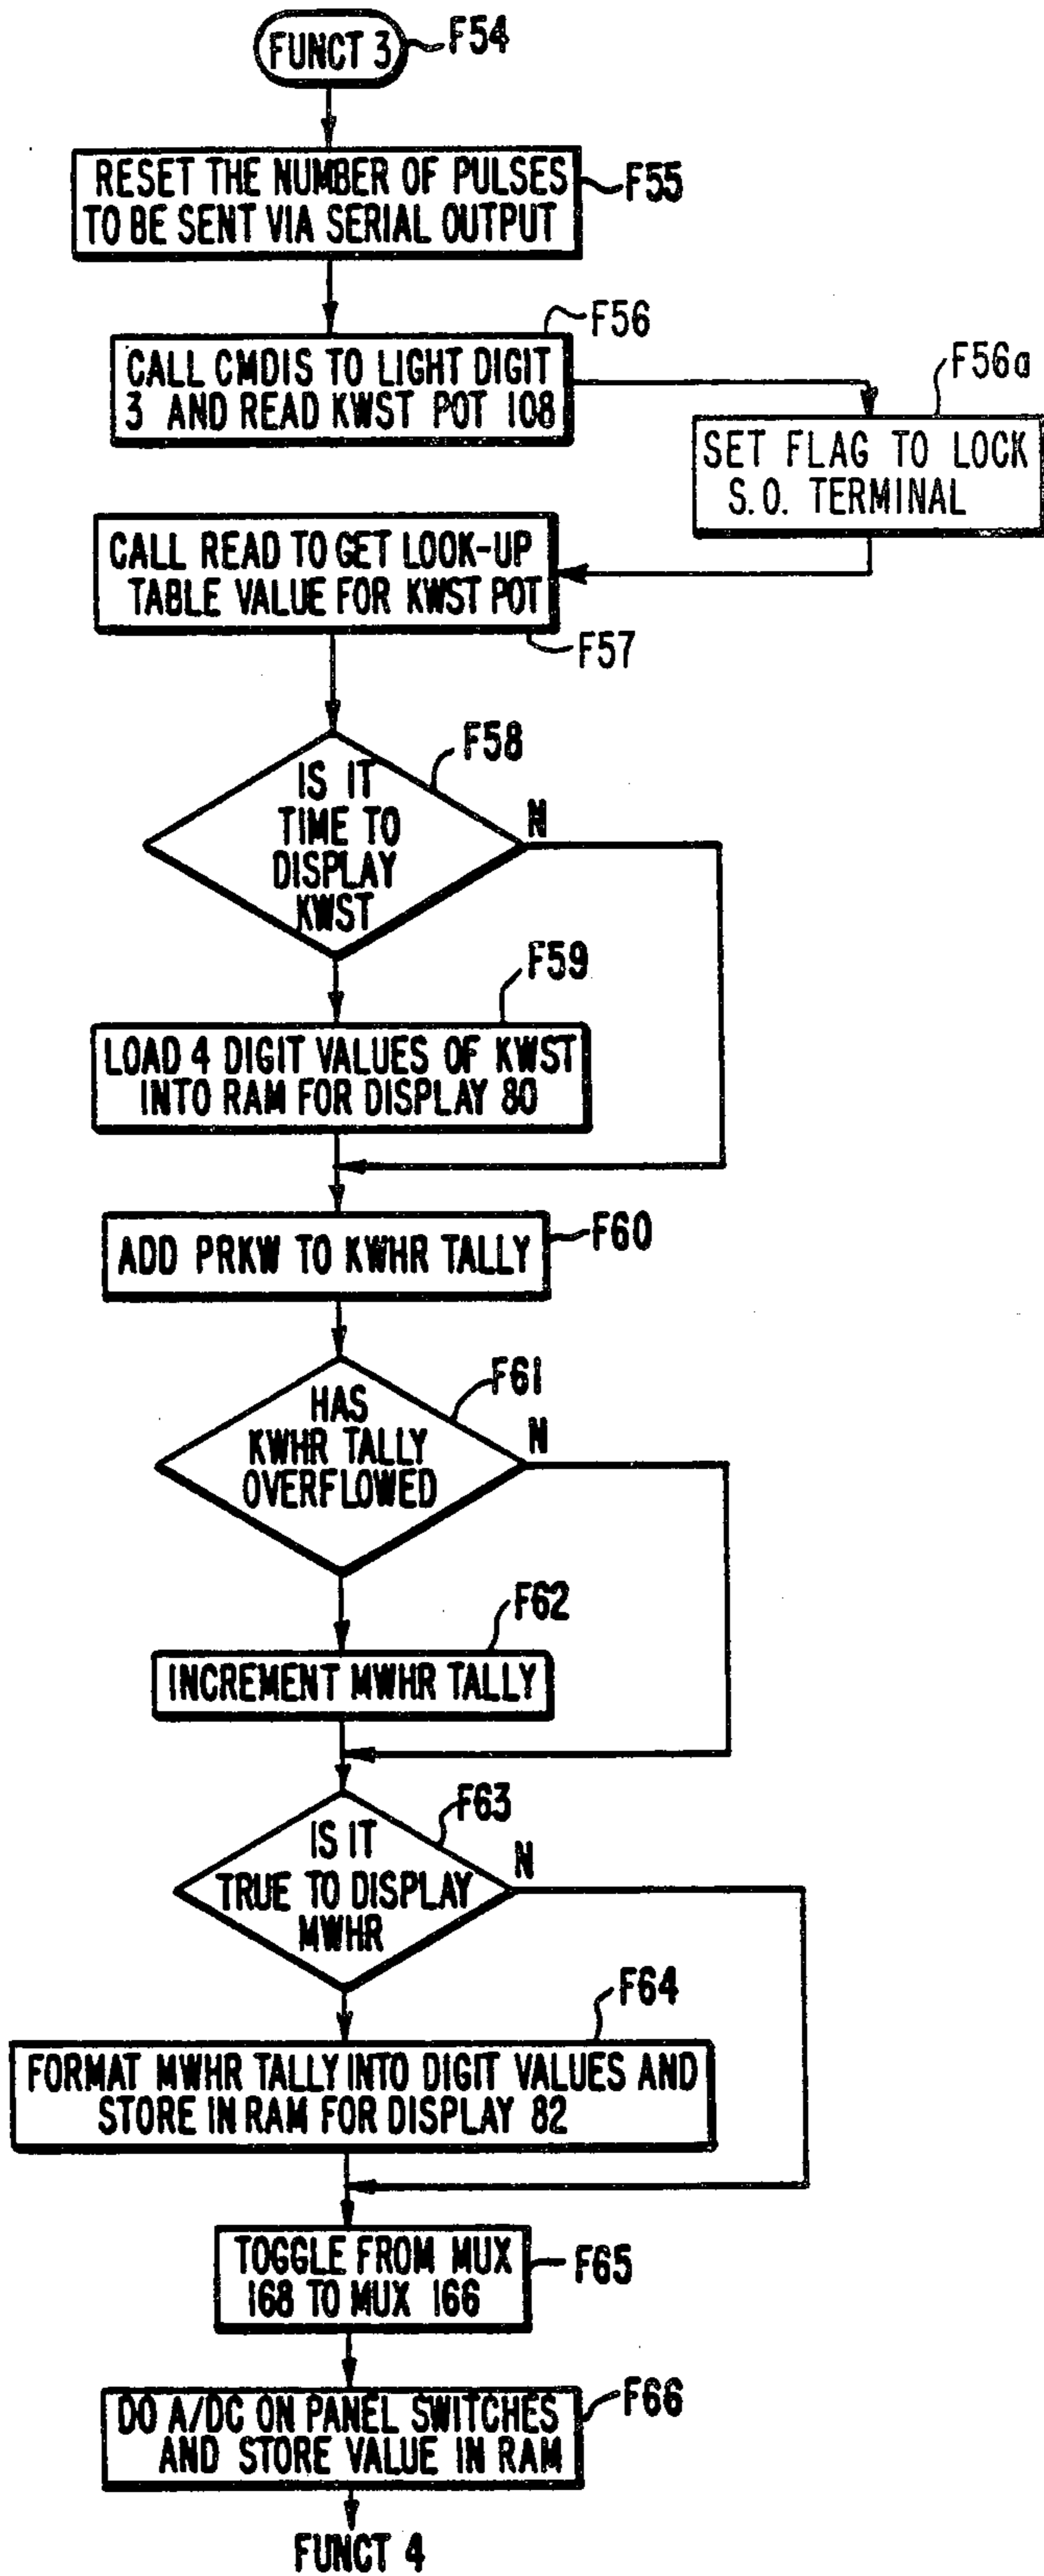 FUNCT 3
F54
RESET THE NUMBER OF PULSES
TO BE SENT VIA SERIAL OUTPUT
F55
F56
CALL CMDIS TO LIGHT DIGIT
3 AND READ KWST POT 108
F56a
SET FLAG TO LOCK
S.O. TERMINAL
CALL READ TO GET LOOK-UP
TABLE VALUE FOR KWST POT
F57
F58
IS IT
TIME TO
DISPLAY
KWST
N
F59
LOAD 4 DIGIT VALUES OF KWST
INTO RAM FOR DISPLAY 80
ADD PRKW TO KWHR TALLY
F60
F61
HAS
KWHR TALLY
OVERFLOWED
N
F62
INCREMENT MWHR TALLY
F63
IS IT
TRUE TO DISPLAY
MWHR
N
F64
FORMAT MWHR TALLY INTO DIGIT VALUES AND
STORE IN RAM FOR DISPLAY 82
TOGGLE FROM MUX
168 TO MUX 166
F65
DO A/DC ON PANEL SWITCHES
AND STORE VALUE IN RAM
F66
FUNCT 4